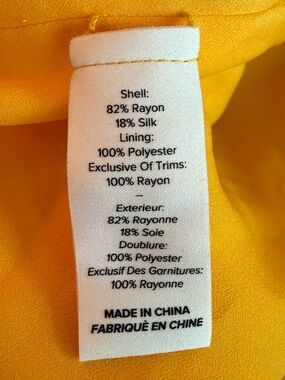 Shell:
82% Rayon
18% Silk
Lining:
100% Polyester
Exclusive Of Trims:
100% Rayon
–
Exterieur:
82% Rayonne
18% Soie
Doublure:
100% Polyester
Exclusif Des Garnitures:
100% Rayonne
MADE IN CHINA
FABRIQUÈ EN CHINE